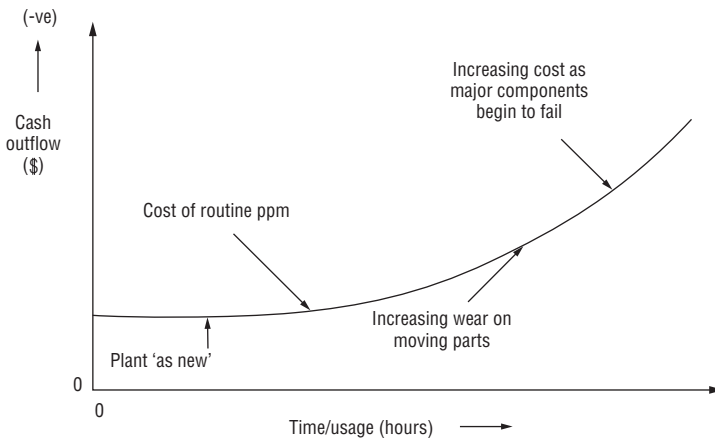 (-ve)
Cash
outflow
($)
Increasing cost as
major components
begin to fail
Cost of routine ppm
Increasing wear on
moving parts
Plant ‘as new’
0
0
Time/usage (hours)